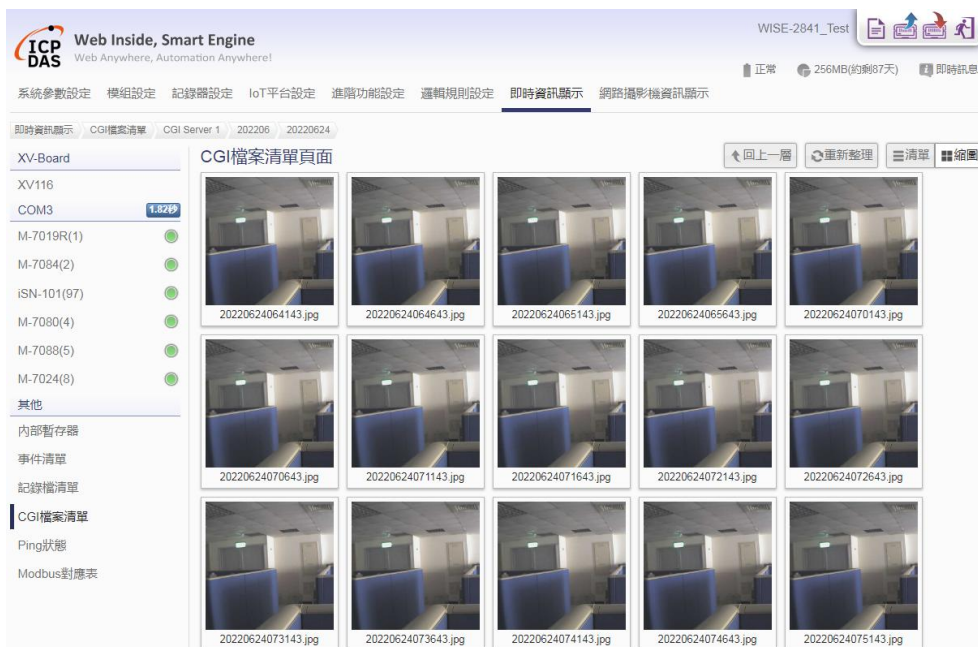 ICP DAS
Web Inside, Smart Engine
Web Anywhere, Automation Anywhere!
WISE-2841_Test
正常 256MB(約剩87天) 即時訊息
系統參數設定 模組設定 記錄器設定 IoT平台設定 進階功能設定 邏輯規則設定 即時資訊顯示 網路攝影機資訊顯示
即時資訊顯示 CGI檔案清單 CGI Server 1 202206 20220624
XV-Board
XV116
COM3 1.82秒
M-7019R(1)
M-7084(2)
iSN-101(97)
M-7080(4)
M-7088(5)
M-7024(8)
其他
內部暫存器
事件清單
記錄檔清單
CGI檔案清單
Ping狀態
Modbus對應表
CGI檔案清單頁面
回上一層 重新整理 清單 縮圖
20220624064143.jpg 20220624064643.jpg 20220624065143.jpg 20220624065643.jpg 20220624070143.jpg
20220624070643.jpg 20220624071143.jpg 20220624071643.jpg 20220624072143.jpg 20220624072643.jpg
20220624073143.jpg 20220624073643.jpg 20220624074143.jpg 20220624074643.jpg 20220624075143.jpg